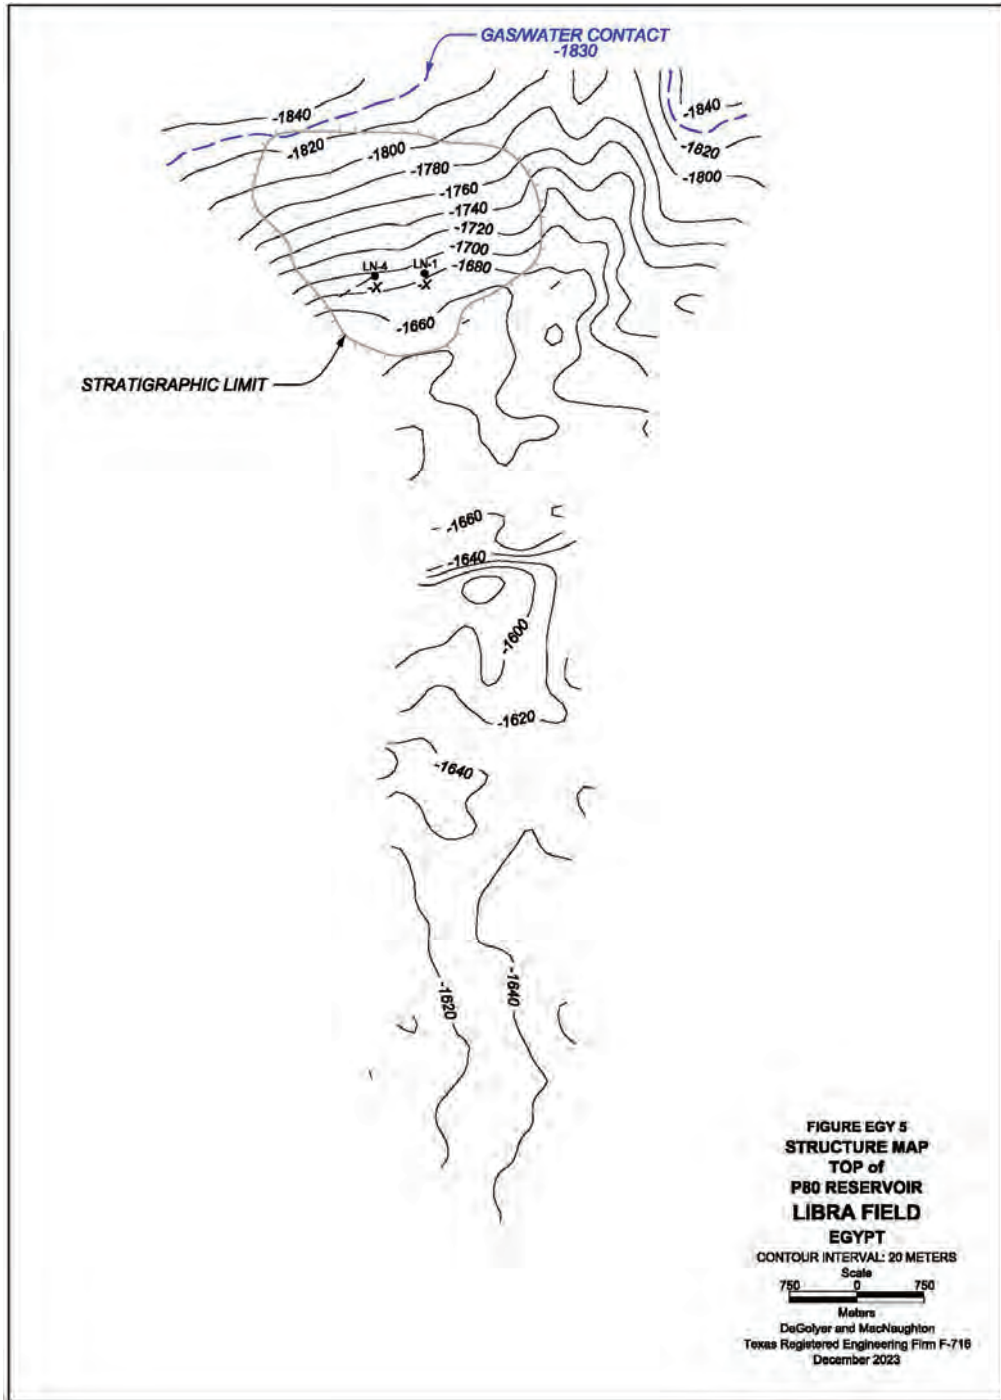 GAS/WATER CONTACT
-1830
-1840
-1820
-1800
-1780
-1760
-1740
-1720
-1700
-1680
-1660
-1840
-1820
-1800
LN-4
LN-1
-X
-X
STRATIGRAPHIC LIMIT
-1660
-1640
-1600
-1620
-1640
-1620
-1640
FIGURE EGY 5
STRUCTURE MAP
TOP of
P80 RESERVOIR
LIBRA FIELD
EGYPT
CONTOUR INTERVAL: 20 METERS
Scale
750 0 750
Meters
DeGolyer and MacNaughton
Texas Registered Engineering Firm F-716
December 2023